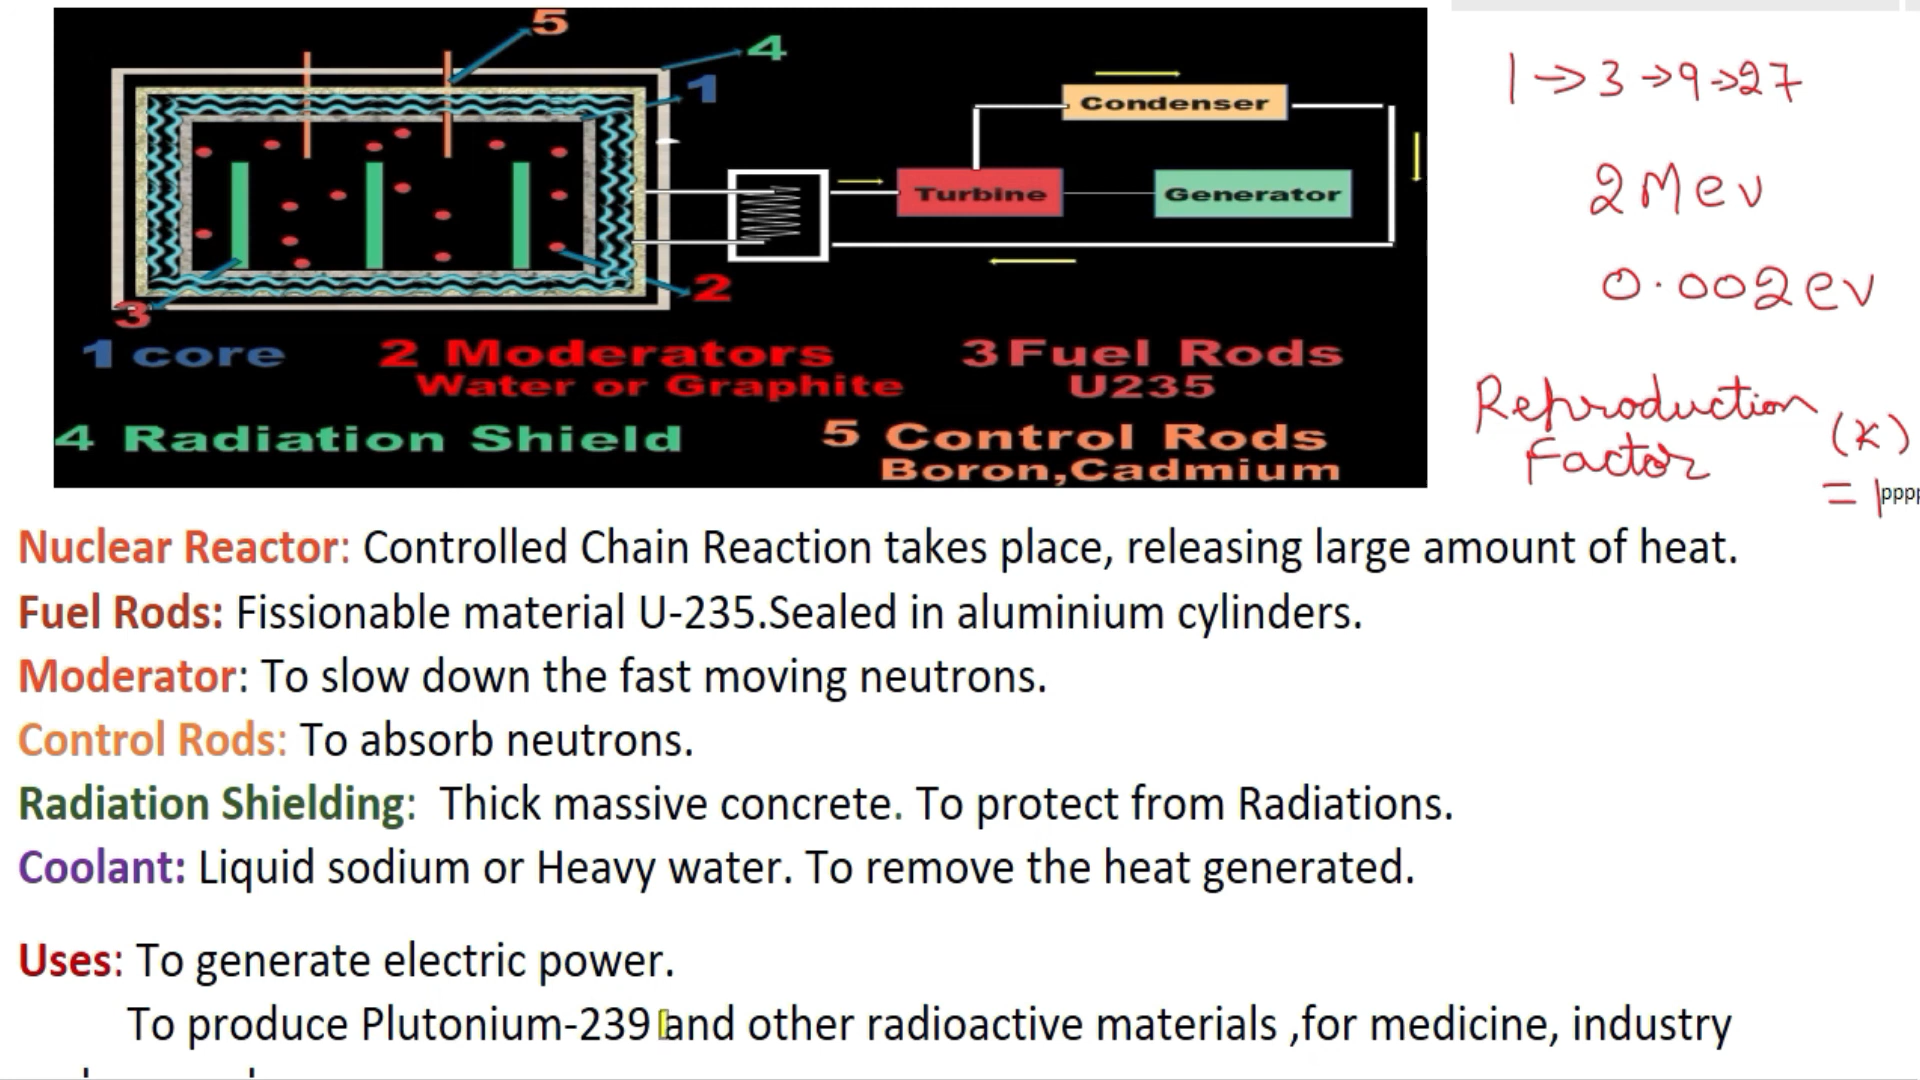 5
4
1
Condenser
Turbine
Generator
2
3
1 core
2 Moderators
Water or Graphite
3 Fuel Rods
U235
4 Radiation Shield
5 Control Rods
Boron,Cadmium
1 → 3 → 9 → 27
2 Mev
0.002 ev
Reproduction
Factor (K)
= 1
pppp
Nuclear Reactor: Controlled Chain Reaction takes place, releasing large amount of heat.
Fuel Rods: Fissionable material U-235.Sealed in aluminium cylinders.
Moderator: To slow down the fast moving neutrons.
Control Rods: To absorb neutrons.
Radiation Shielding: Thick massive concrete. To protect from Radiations.
Coolant: Liquid sodium or Heavy water. To remove the heat generated.
Uses: To generate electric power.
To produce Plutonium-239 and other radioactive materials ,for medicine, industry